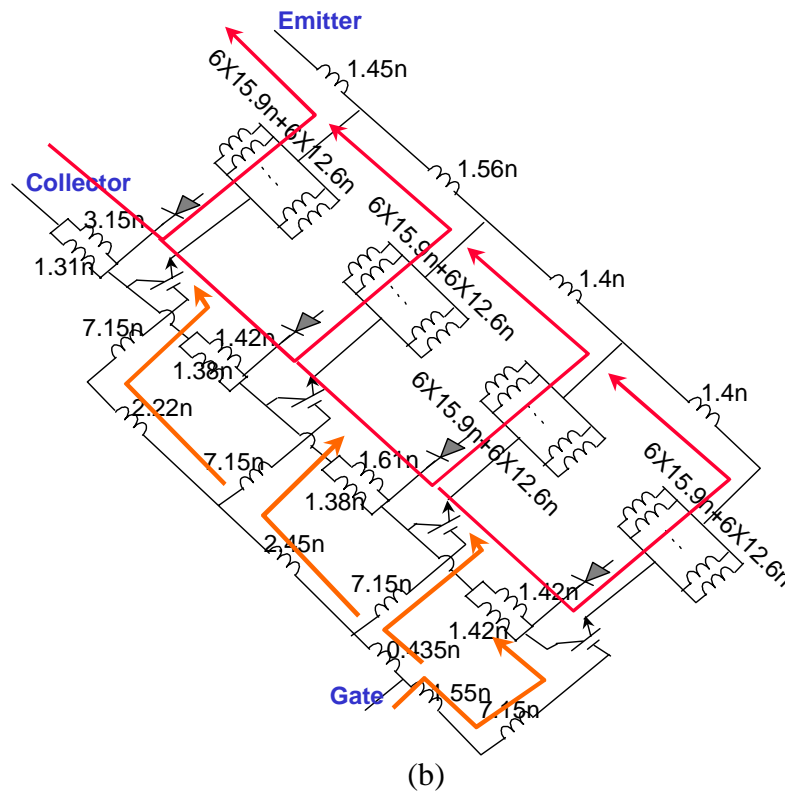 Emitter
1.45n
6X15.9n+6X12.6n
1.56n
Collector
3.15n
1.31n
6X15.9n+6X12.6n
1.4n
7.15n
1.42n
1.38n
6X15.9n+6X12.6n
1.4n
2.22n
7.15n
1.61n
1.38n
6X15.9n+6X12.6n
2.45n
7.15n
1.42n
1.42n
0.435n
Gate
1.55n
7.15n
(b)